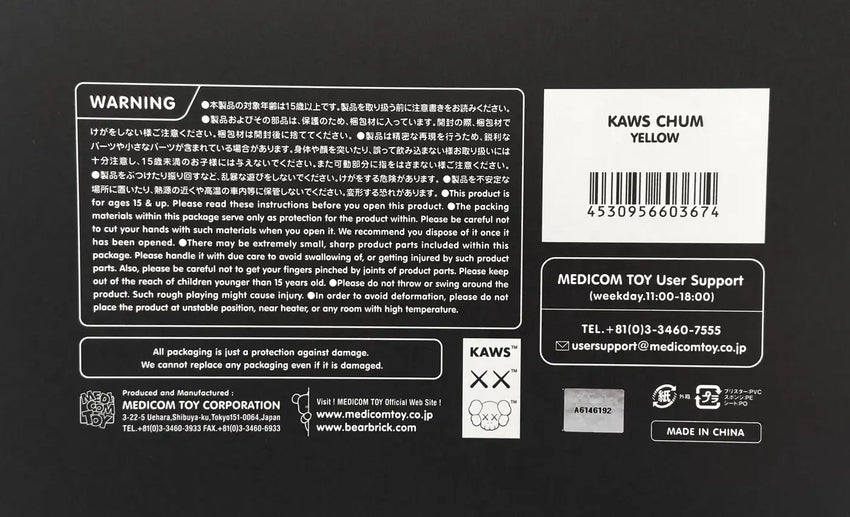 WARNING
●本製品の対象年齢は15歳以上です。製品を取り扱う前に注意書きをお読みください。
●製品およびその部品は、保護のため、梱包材に入っています。開封の際、梱包材で
けがをしない様ご注意ください。梱包材は開封後に捨ててください。●製品は精密な再現を行うため、鋭利な
パーツや小さなパーツが含まれている場合があります。身体や顔を突いたり、誤って飲み込まない様お取り扱いには
十分注意し、15歳未満のお子様には与えないでください。また可動部分に指をはさまない様ご注意ください。
●製品をぶつけたり振り回すなど、乱暴な遊びをしないでください。けがをする危険があります。●製品を不安定な
場所に置いたり、熱源の近くや高温の車内等に保管しないでください。変形する恐れがあります。●This product is
for ages 15 & up. Please read these instructions before you open this product. ●The packing
materials within this package serve only as protection for the product within. Please be careful not
to cut your hands with such materials when you open it. We recommend you dispose of it once it
has been opened. ●There may be extremely small, sharp product parts included within this
package. Please handle it with due care to avoid swallowing of, or getting injured by such product
parts. Also, please be careful not to get your fingers pinched by joints of product parts. Please keep
out of the reach of children younger than 15 years old. ●Please do not throw or swing around the
product. Such rough playing might cause injury. ●In order to avoid deformation, please do not
place the product at unstable position, near heater, or any room with high temperature.
All packaging is just a protection against damage.
We cannot replace any packaging even if it is damaged.
MEDICOM TOY
Produced and Manufactured :
MEDICOM TOY CORPORATION
3-22-5 Uehara,Shibuya-ku,Tokyo151-0064,Japan
TEL.+81(0)3-3460-3933 FAX.+81(0)3-3460-6933
Visit ! MEDICOM TOY Official Web Site !
www.medicomtoy.co.jp
www.bearbrick.com
KAWS™
XX™
™
KAWS CHUM
YELLOW
4530956603674
MEDICOM TOY User Support
(weekday.11:00-18:00)
TEL.+81(0)3-3460-7555
usersupport@medicomtoy.co.jp
A6146192
紙
外箱
プラ
ブリスター:PVC
スポンジ:PE
シート:PO
MADE IN CHINA